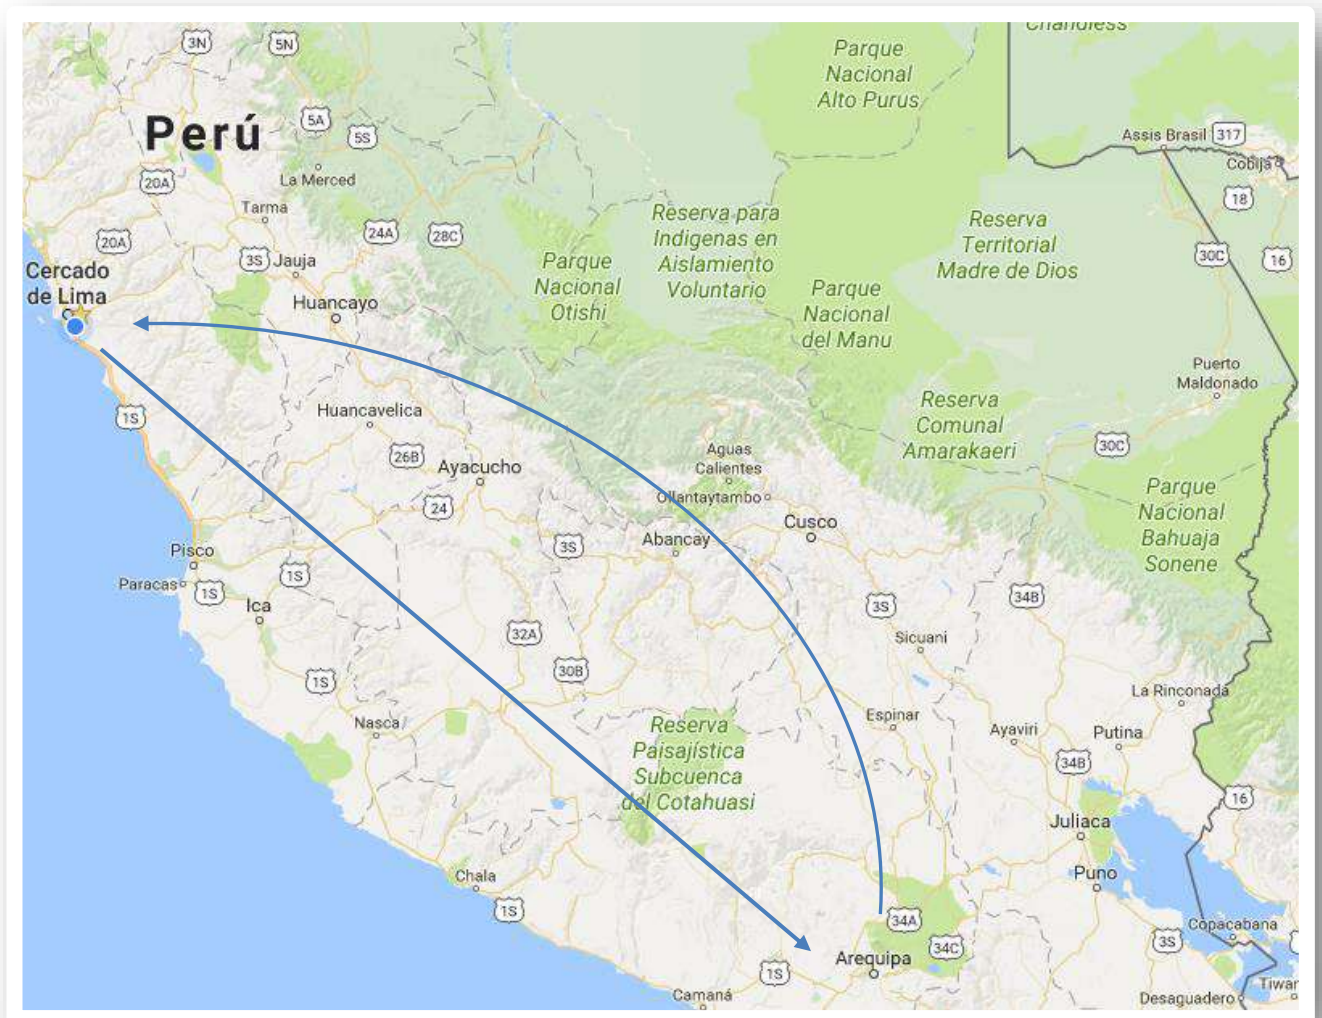 Chandless
3N
5N
Parque
Nacional
Alto Purus
Perú
5A
5S
Assis Brasil
317
Cobija
La Merced
20A
18
Tarma
Reserva para
Indigenas en
Aislamiento
Voluntario
Reserva
Territorial
Madre de Dios
20A
24A
28C
30C
16
3S
Jauja
Cercado
de Lima
Parque
Nacional
Otishi
Huancayo
Parque
Nacional
del Manu
Puerto
Maldonado
1S
Huancavelica
Reserva
Comunal
Amarakaeri
30C
26B
Ayacucho
Aguas
Calientes
Ollantaytambo
24
Parque
Nacional
Bahuaja
Sonene
Cusco
Pisco
3S
Abancay
Paracas
1S
1S
Ica
3S
34B
32A
Sicuani
30B
1S
La Rinconada
Nasca
Espinar
Ayaviri
Putina
Reserva
Paisajística
Subcuenca
del Cotahuasi
34B
16
Juliaca
Chala
Puno
1S
34A
Copacabana
34C
3S
Arequipa
1S
Camaná
Desaguadero
Tiwar